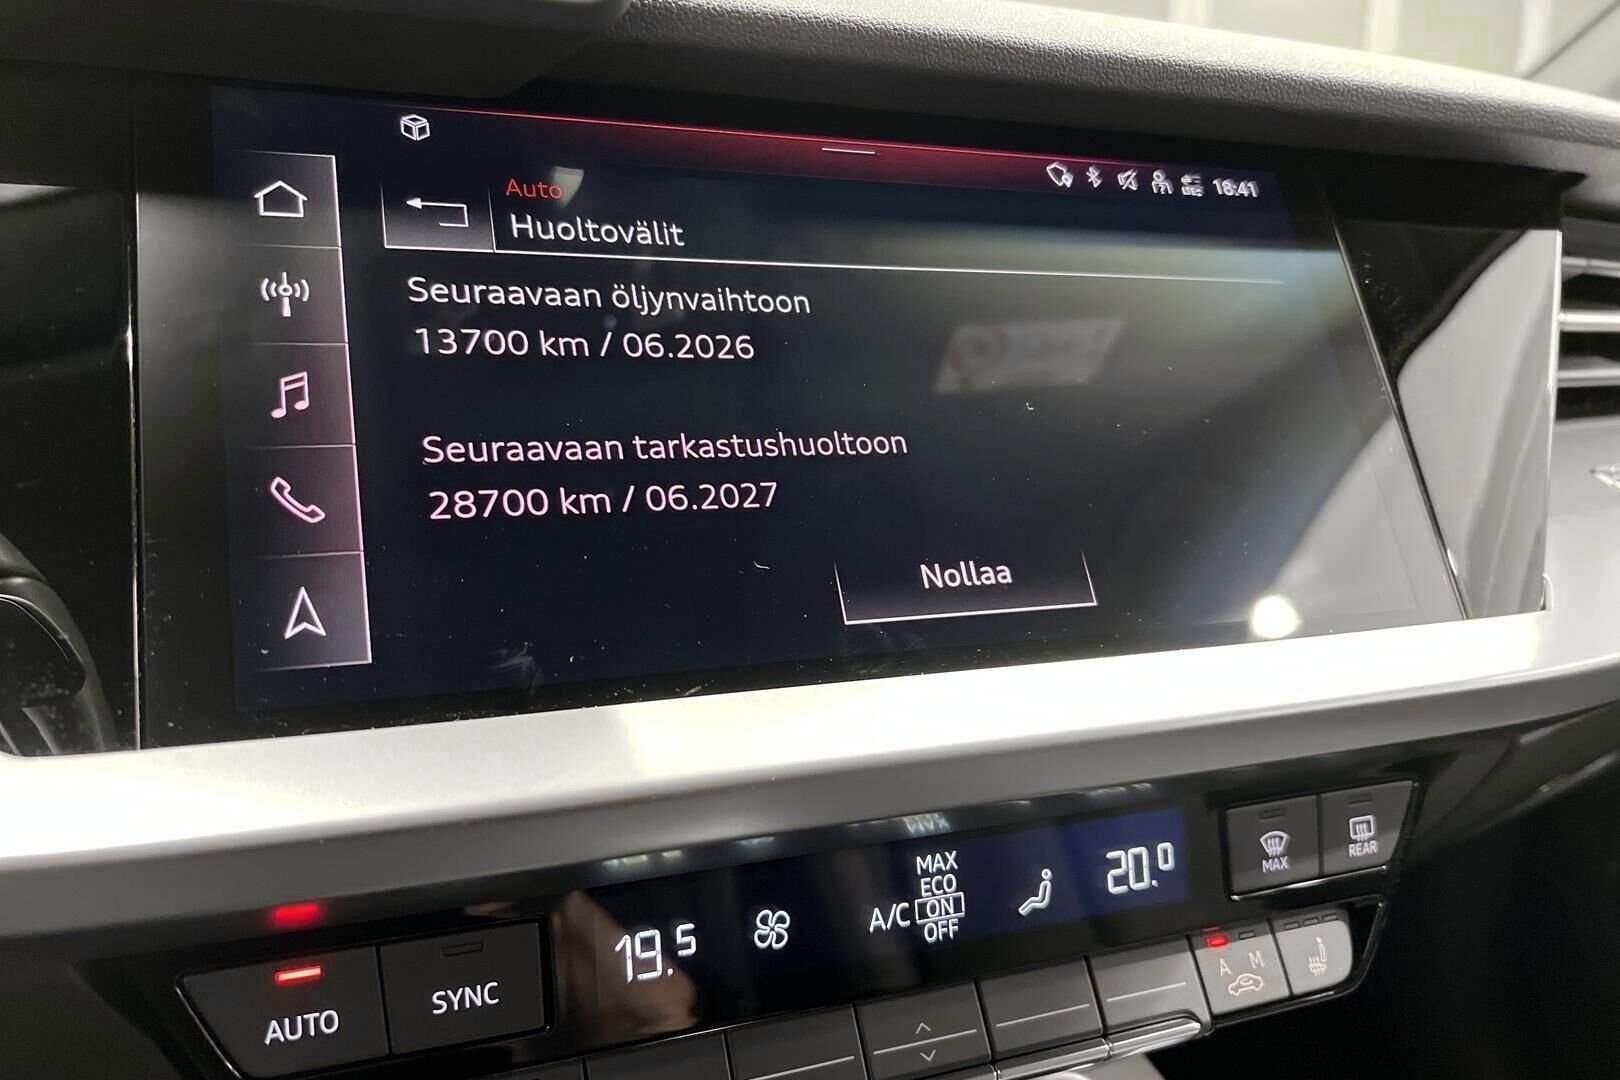 18:41
Auto
Huoltovälit
Seuraavaan öljynvaihtoon
13700 km / 06.2026
Seuraavaan tarkastushuoltoon
28700 km / 06.2027
Nollaa
MAX
ECO
A/C ON
OFF
19.5
20.0
MAX
REAR
AUTO
SYNC
A M